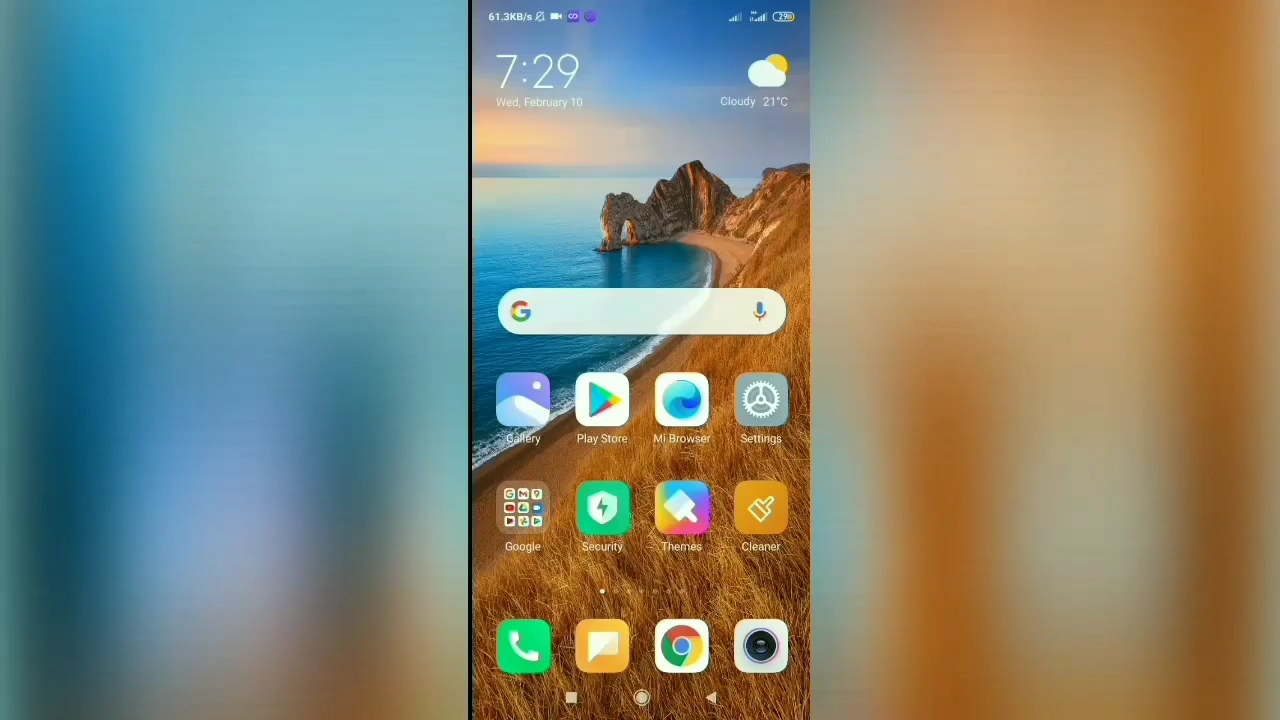 61.3KB/s
29
7:29
Wed, February 10
Cloudy 21°C
Gallery
Play Store
Mi Browser
Settings
Google
Security
Themes
Cleaner